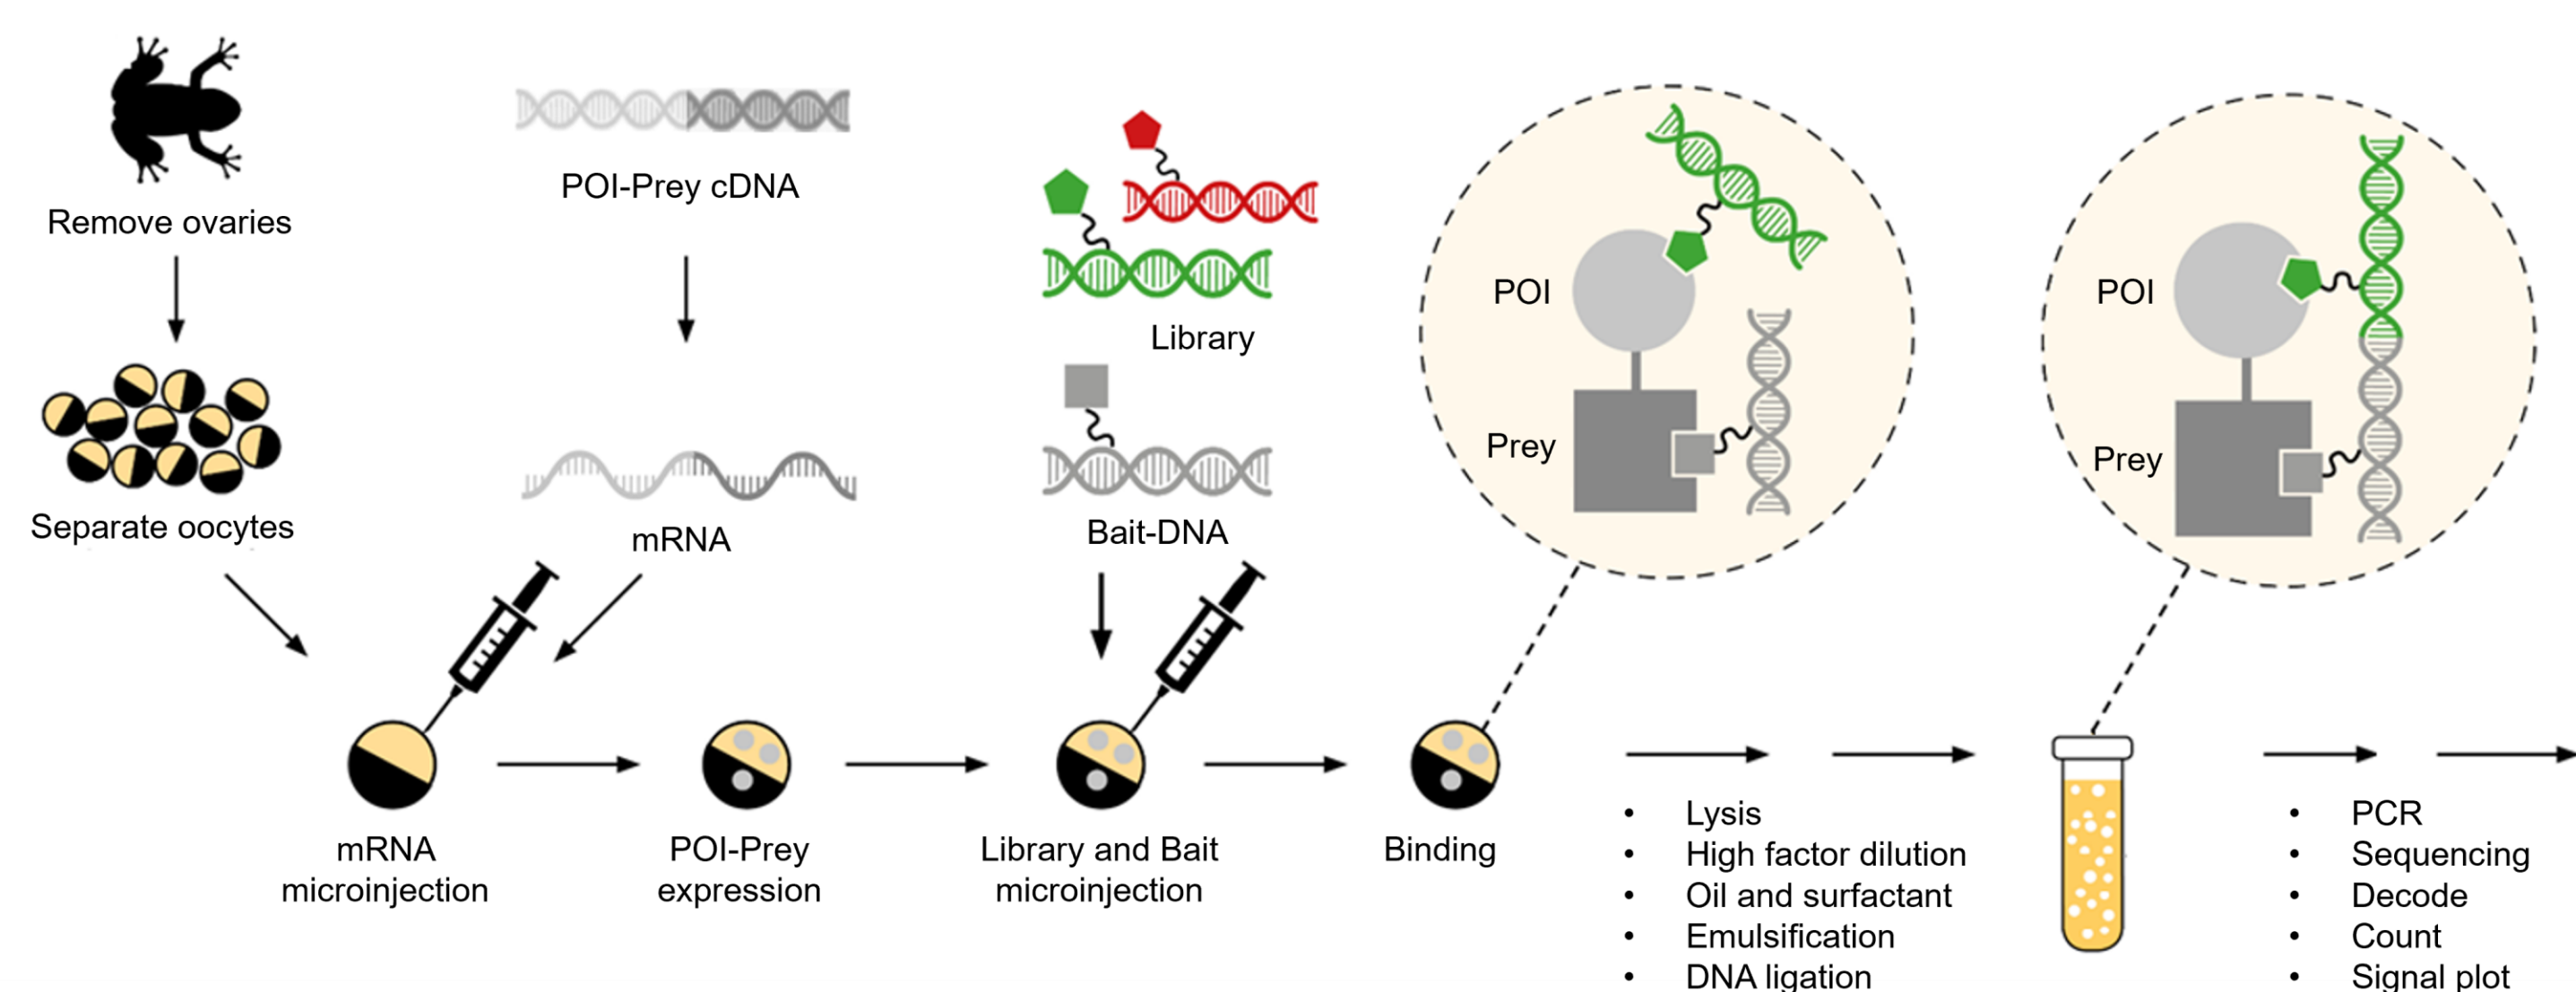 Remove ovaries
Separate oocytes
POI-Prey cDNA
mRNA
Library
Bait-DNA
mRNA
microinjection
POI-Prey
expression
Library and Bait
microinjection
Binding
POI
Prey
• Lysis
• High factor dilution
• Oil and surfactant
• Emulsification
• DNA ligation
POI
Prey
• PCR
• Sequencing
• Decode
• Count
• Signal plot